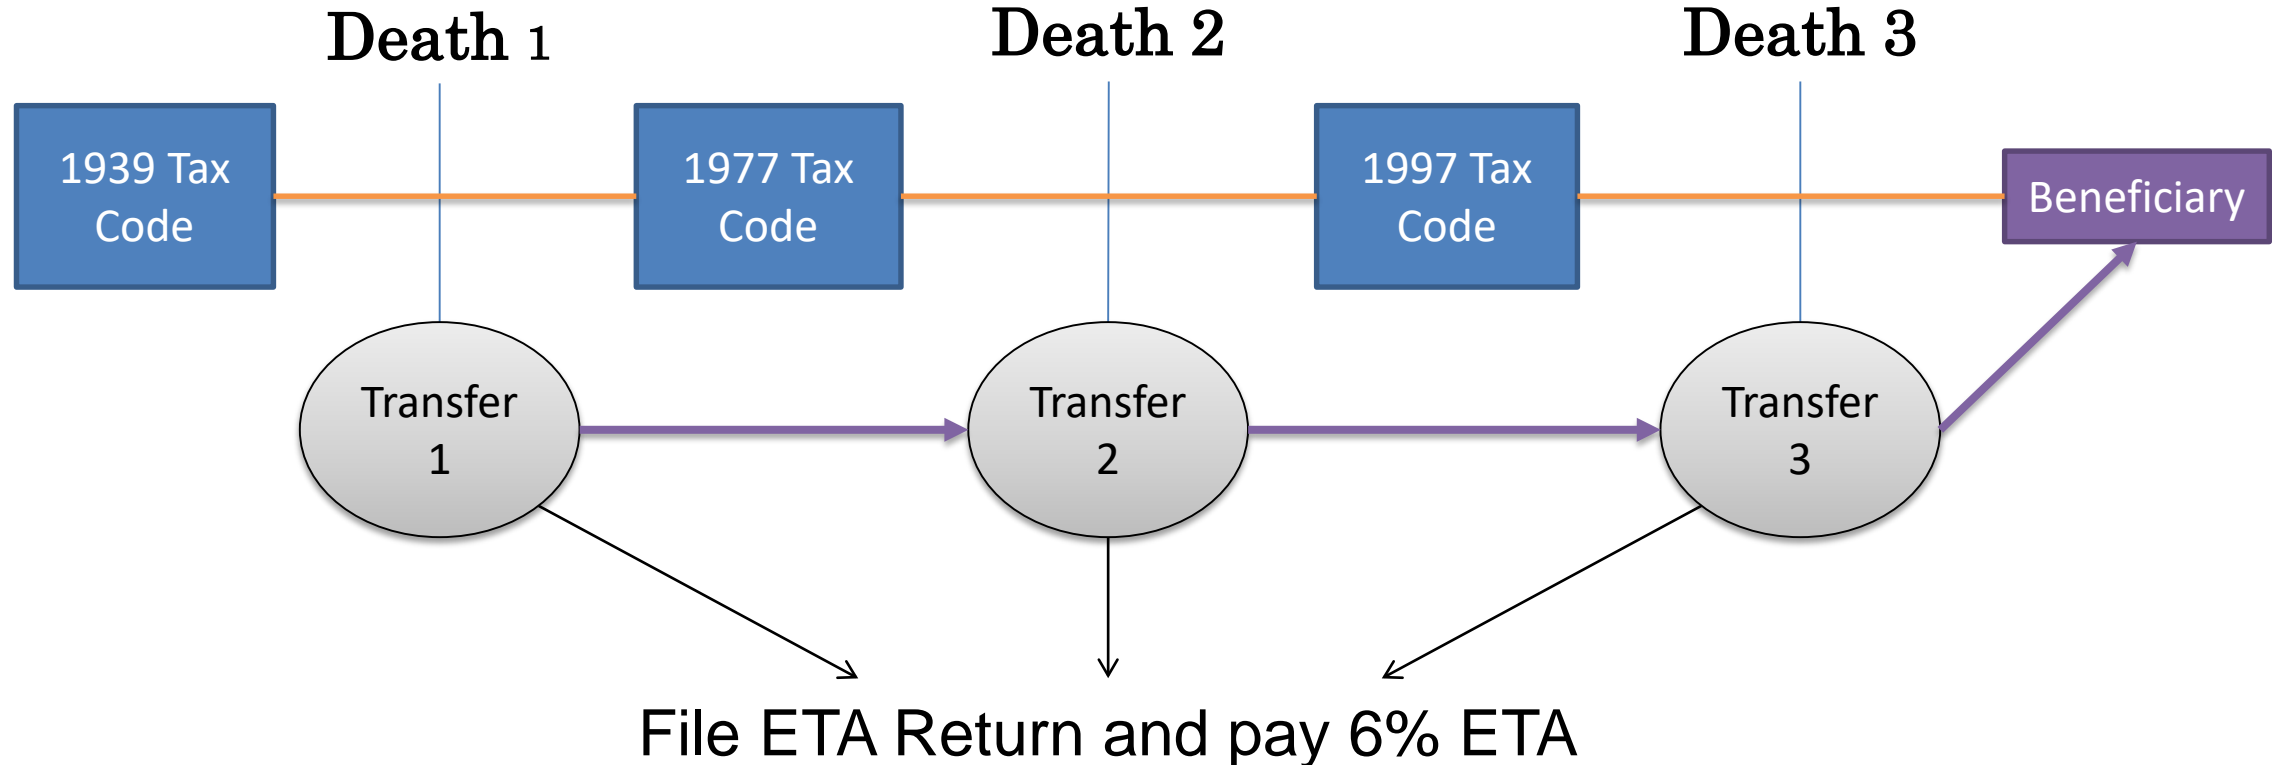 Death 1
Death 2
Death 3
1939 Tax
Code
1977 Tax
Code
1997 Tax
Code
Beneficiary
Transfer
1
Transfer
2
Transfer
3
File ETA Return and pay 6% ETA